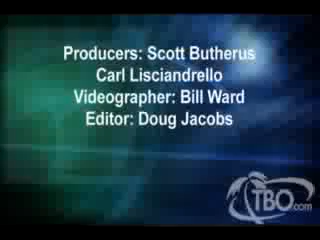 Producers: Scott Butherus
Carl Lisciandrello
Videographer: Bill Ward
Editor: Doug Jacobs
TBO.com